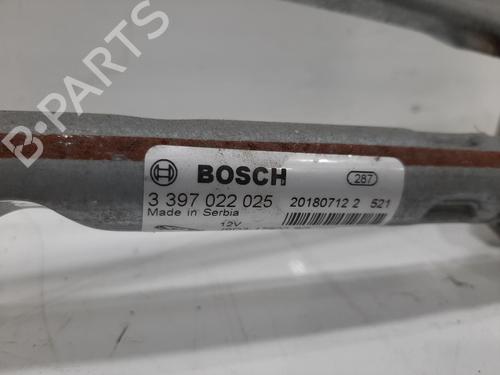 B-PARTS
BOSCH
287
3 397 022 025
20180712 2 521
Made in Serbia
12V